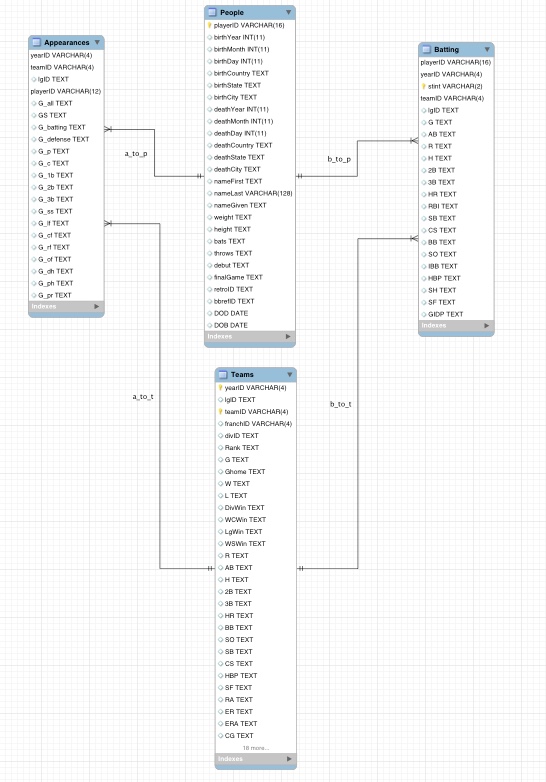 Appearances
yearID VARCHAR(4)
teamID VARCHAR(4)
lgID TEXT
playerID VARCHAR(12)
G_all TEXT
GS TEXT
G_batting TEXT
G_defense TEXT
G_p TEXT
G_c TEXT
G_1b TEXT
G_2b TEXT
G_3b TEXT
G_ss TEXT
G_lf TEXT
G_cf TEXT
G_rf TEXT
G_of TEXT
G_dh TEXT
G_ph TEXT
G_pr TEXT
Indexes
a_to_p
People
playerID VARCHAR(16)
birthYear INT(11)
birthMonth INT(11)
birthDay INT(11)
birthCountry TEXT
birthState TEXT
birthCity TEXT
deathYear INT(11)
deathMonth INT(11)
deathDay INT(11)
deathCountry TEXT
deathState TEXT
deathCity TEXT
nameFirst TEXT
nameLast VARCHAR(128)
nameGiven TEXT
weight TEXT
height TEXT
bats TEXT
throws TEXT
debut TEXT
finalGame TEXT
retroID TEXT
bbrefID TEXT
DOD DATE
DOB DATE
Indexes
b_to_p
Batting
playerID VARCHAR(16)
yearID VARCHAR(4)
stint VARCHAR(2)
teamID VARCHAR(4)
lgID TEXT
G TEXT
AB TEXT
R TEXT
H TEXT
2B TEXT
3B TEXT
HR TEXT
RBI TEXT
SB TEXT
CS TEXT
BB TEXT
SO TEXT
IBB TEXT
HBP TEXT
SH TEXT
SF TEXT
GIDP TEXT
Indexes
a_to_t
Teams
yearID VARCHAR(4)
lgID TEXT
teamID VARCHAR(4)
franchID VARCHAR(4)
divID TEXT
Rank TEXT
G TEXT
Ghome TEXT
W TEXT
L TEXT
DivWin TEXT
WCWin TEXT
LgWin TEXT
WSWin TEXT
R TEXT
AB TEXT
H TEXT
2B TEXT
3B TEXT
HR TEXT
BB TEXT
SO TEXT
SB TEXT
CS TEXT
HBP TEXT
SF TEXT
RA TEXT
ER TEXT
ERA TEXT
CG TEXT
18 more...
Indexes
b_to_t